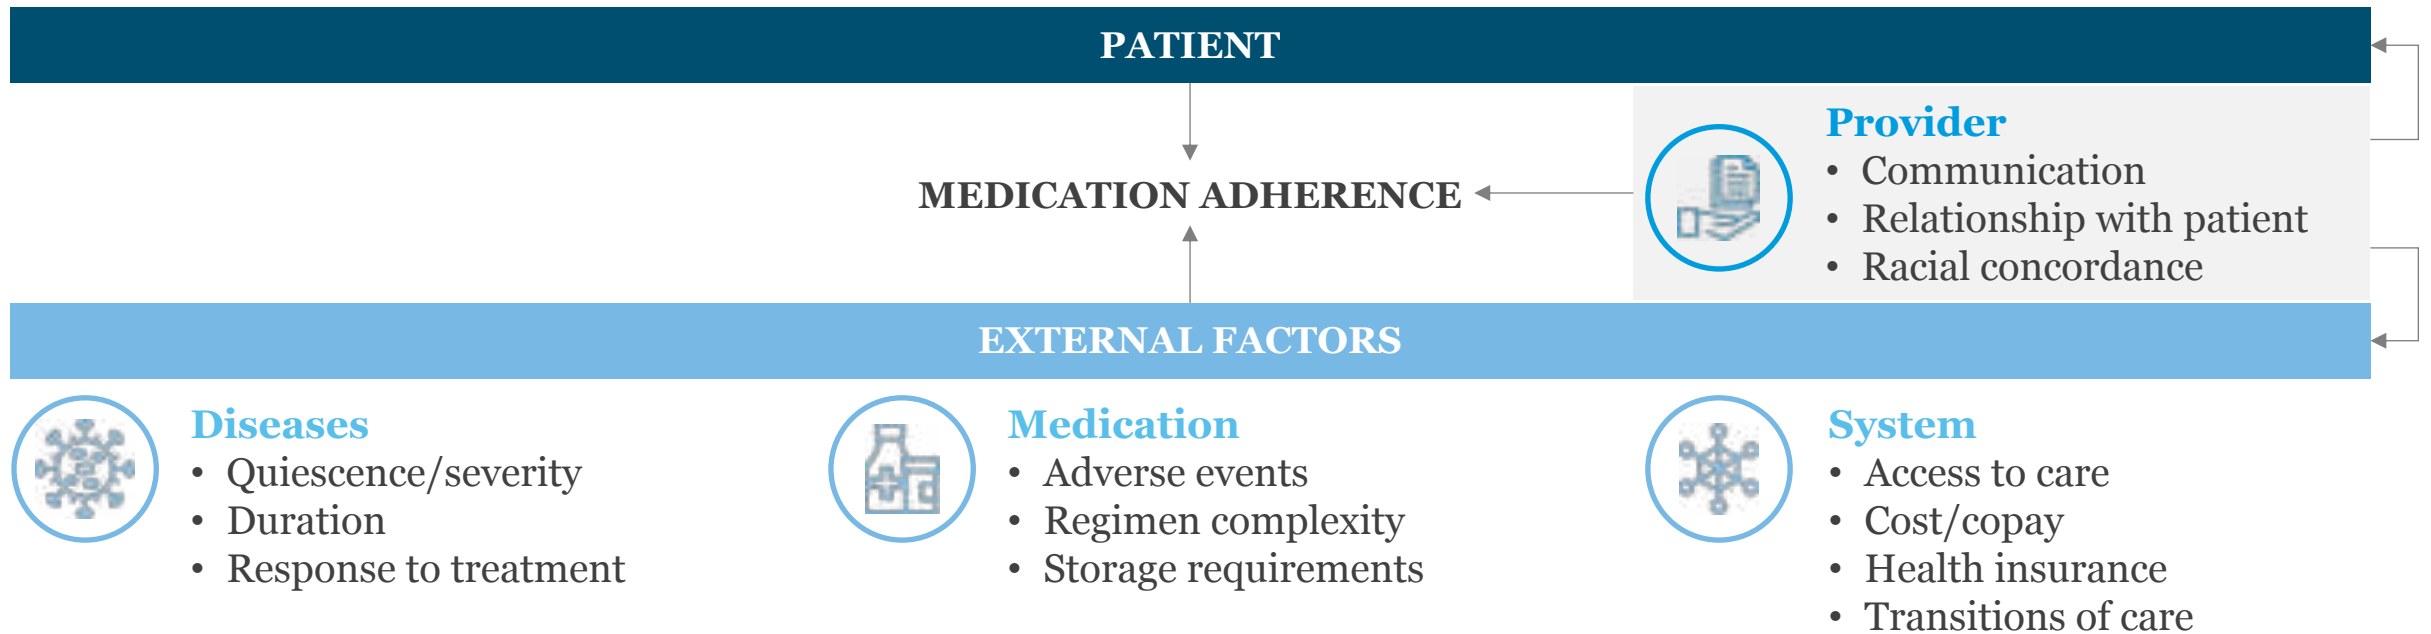 PATIENT
MEDICATION ADHERENCE
Provider
• Communication
• Relationship with patient
• Racial concordance
EXTERNAL FACTORS
Diseases
• Quiescence/severity
• Duration
• Response to treatment
Medication
• Adverse events
• Regimen complexity
• Storage requirements
System
• Access to care
• Cost/copay
• Health insurance
• Transitions of care